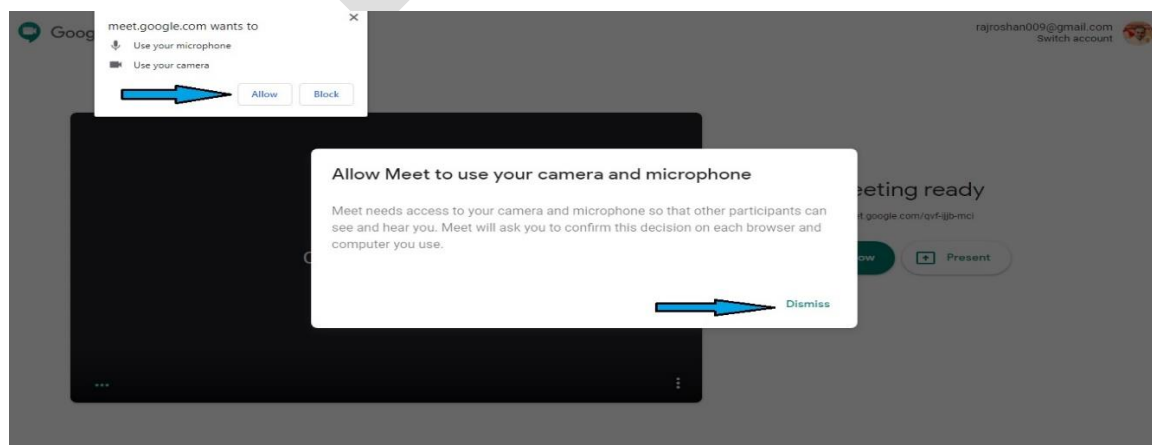 Goog
meet.google.com wants to
Use your microphone
Use your camera
Allow
Block
rajroshan009@gmail.com
Switch account
Allow Meet to use your camera and microphone
Meet needs access to your camera and microphone so that other participants can
see and hear you. Meet will ask you to confirm this decision on each browser and
computer you use.
Dismiss
eeting ready
ow
Present